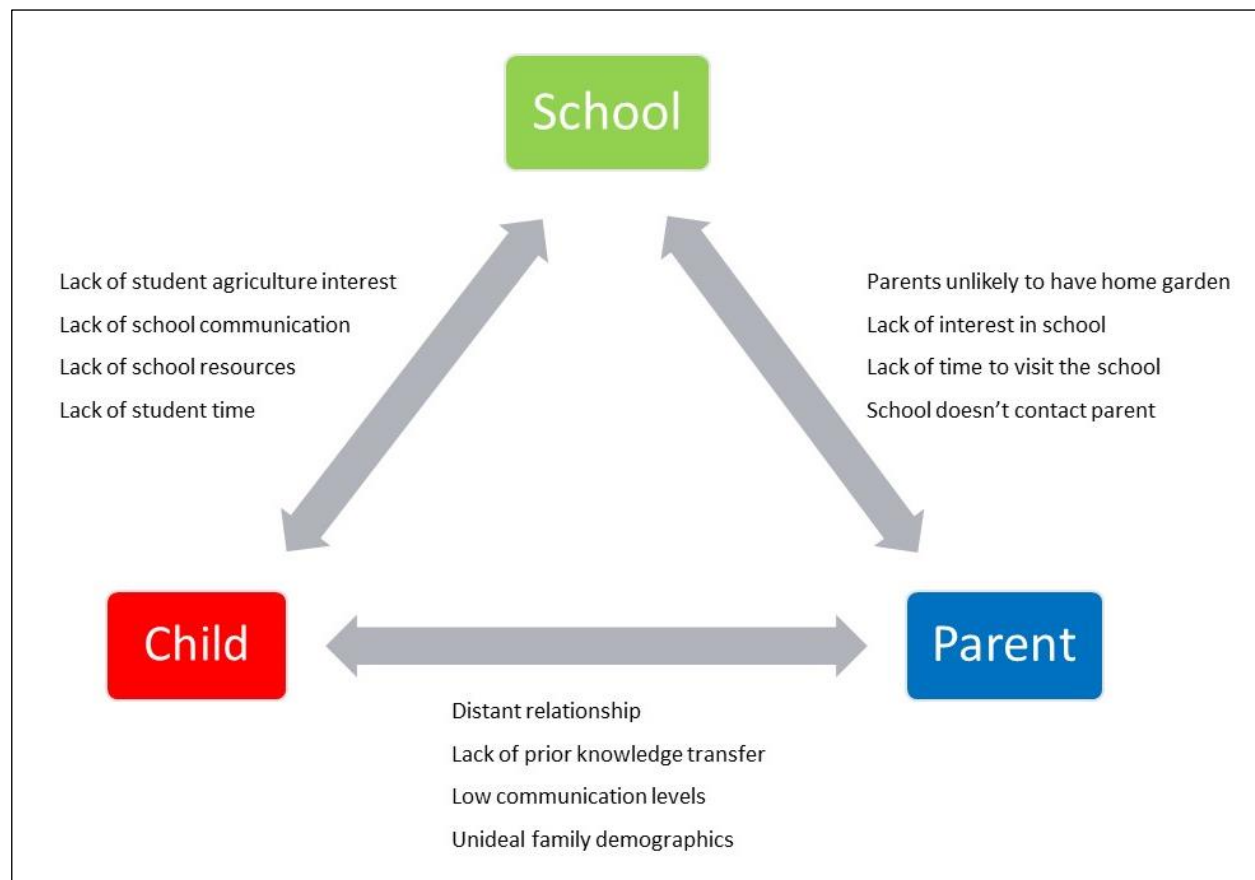 School
Lack of student agriculture interest
Lack of school communication
Lack of school resources
Lack of student time
Parents unlikely to have home garden
Lack of interest in school
Lack of time to visit the school
School doesn’t contact parent
Child
Parent
Distant relationship
Lack of prior knowledge transfer
Low communication levels
Unideal family demographics